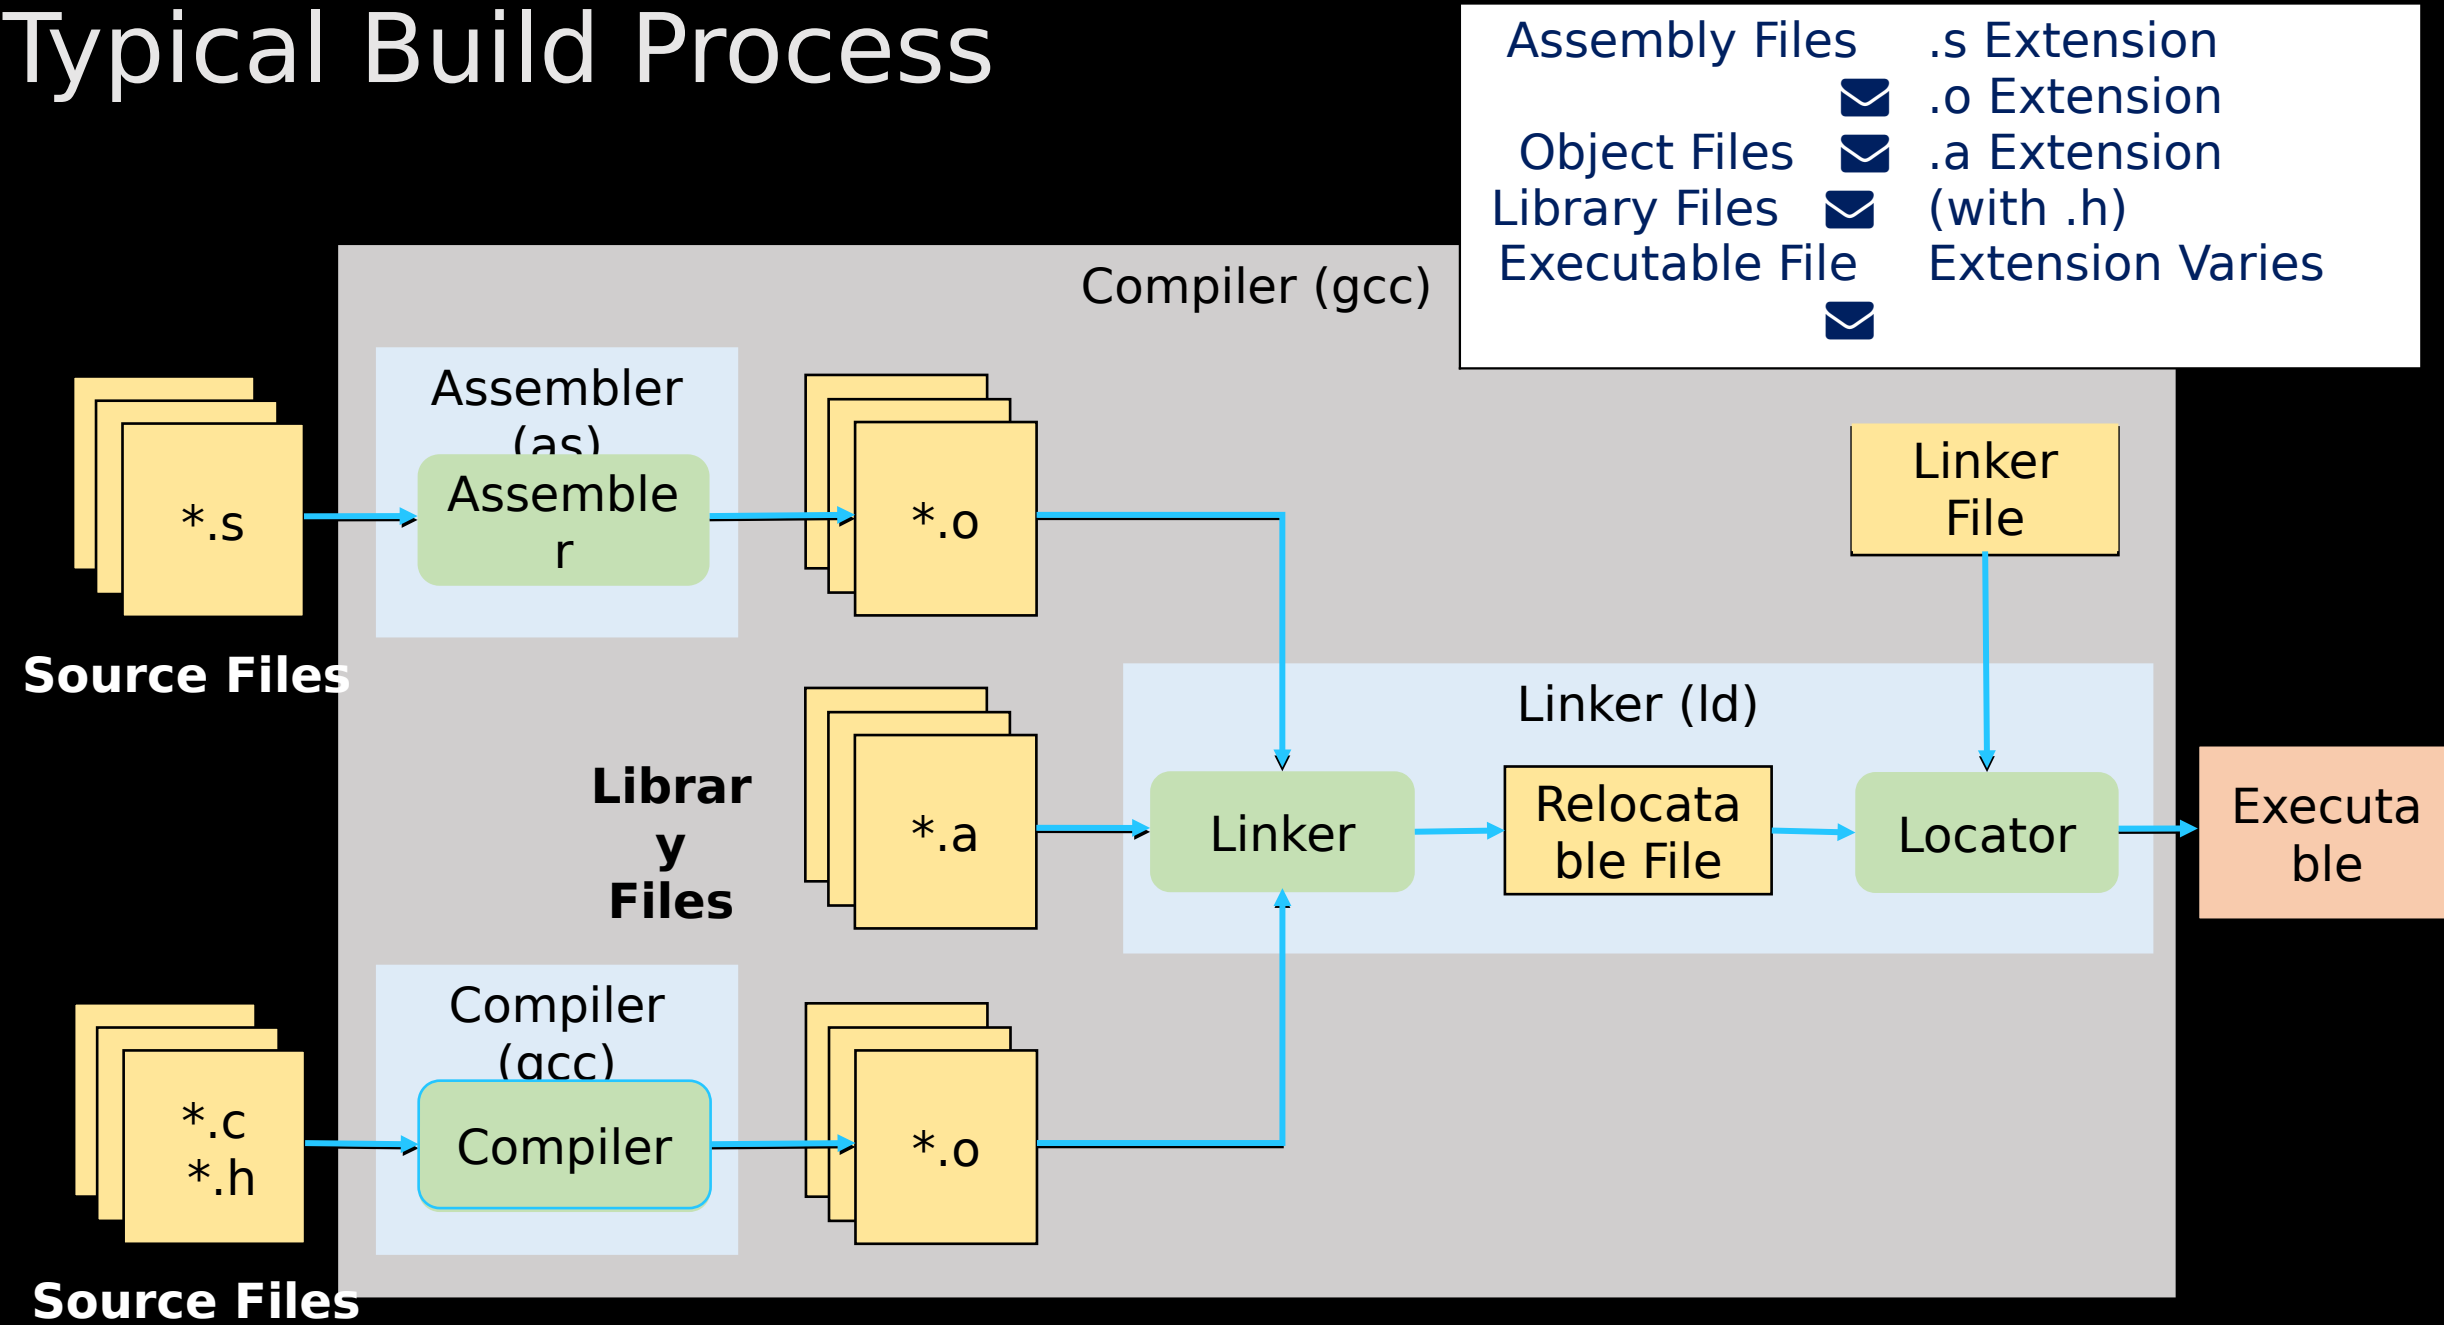 Typical Build Process
Assembly Files
Object Files
Library Files
Executable File
.s Extension
.o Extension
.a Extension
(with .h)
Extension Varies
Compiler (gcc)
Assembler
(as)
Assemble
r
*.s
*.o
Source Files
Linker
File
Librar
y
Files
*.a
Linker (ld)
Linker
Relocata
ble File
Locator
Executa
ble
Compiler
(gcc)
Compiler
*.c
*.h
*.o
Source Files